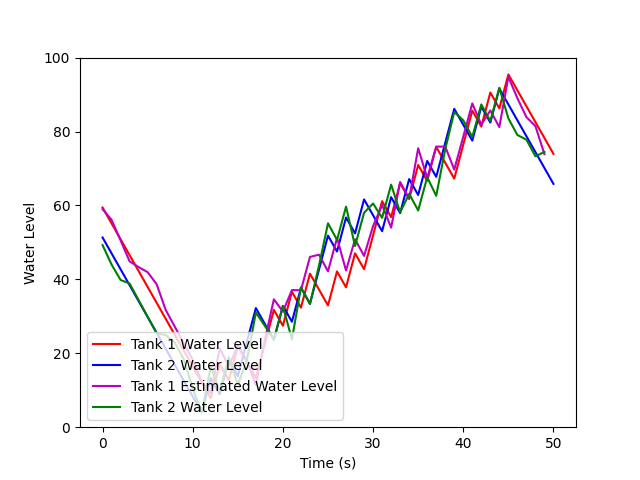 100
80
60
40
20
0
Water Level
Tank 1 Water Level
Tank 2 Water Level
Tank 1 Estimated Water Level
Tank 2 Water Level
0 10 20 30 40 50
Time (s)